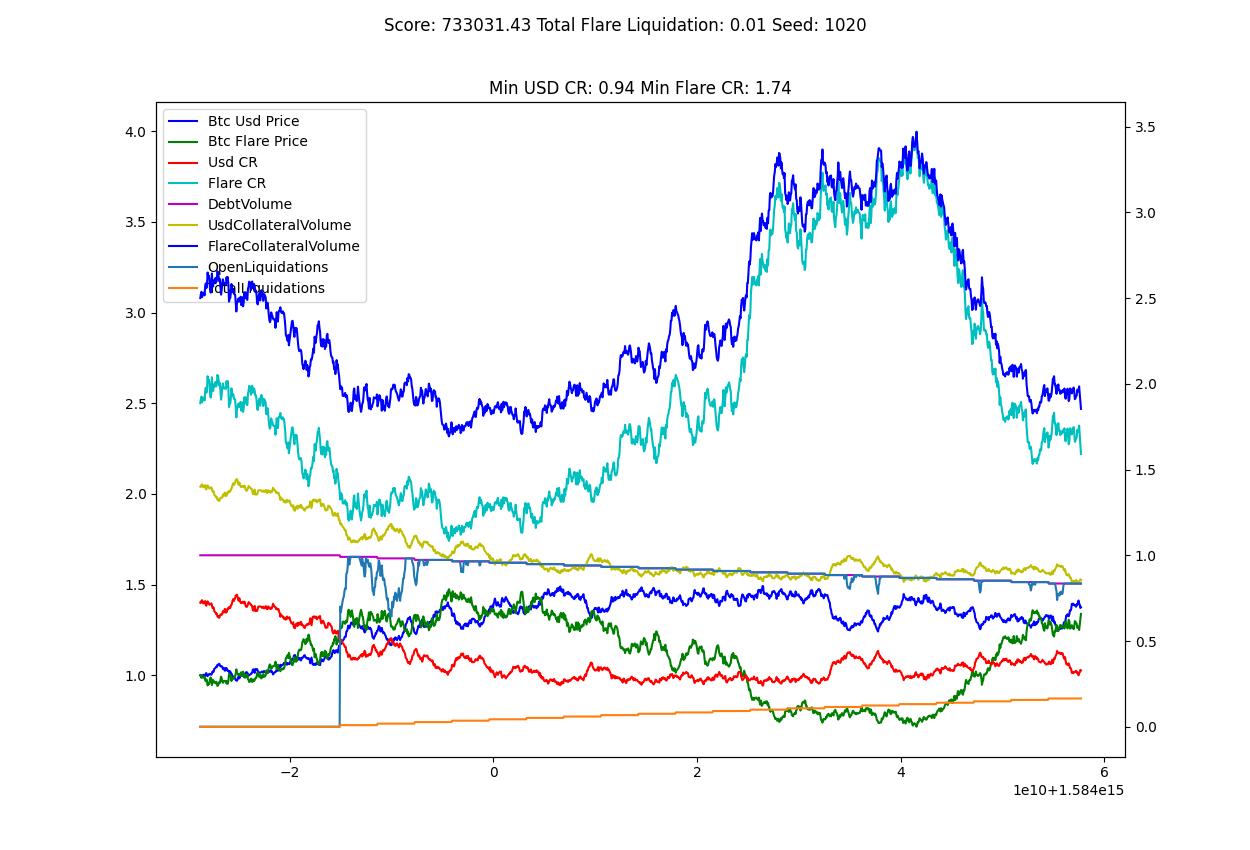 Score: 733031.43 Total Flare Liquidation: 0.01 Seed: 1020
Min USD CR: 0.94 Min Flare CR: 1.74
Btc Usd Price
Btc Flare Price
Usd CR
Flare CR
DebtVolume
UsdCollateralVolume
FlareCollateralVolume
OpenLiquidations
TotalLiquidations
4.0
3.5
3.0
2.5
2.0
1.5
1.0
3.5
3.0
2.5
2.0
1.5
1.0
0.5
0.0
−2
0
2
4
6
1e10+1.584e15